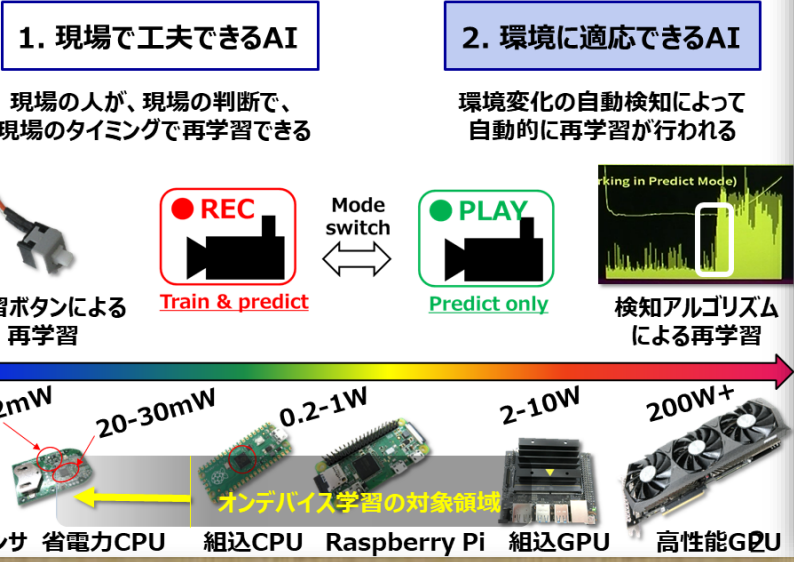 1. 現場で工夫できるAI
2. 環境に適応できるAI
現場の人が、現場の判断で、
現場のタイミングで再学習できる
環境変化の自動検知によって
自動的に再学習が行われる
REC
Mode
switch
PLAY
rking in Predict Mode)
Train & predict
Predict only
習ボタンによる
再学習
検知アルゴリズム
による再学習
2mW
20-30mW
0.2-1W
2-10W
200W+
オンデバイス学習の対象領域
ンサ
省電力CPU
組込CPU
Raspberry Pi
組込GPU
高性能GPU
2